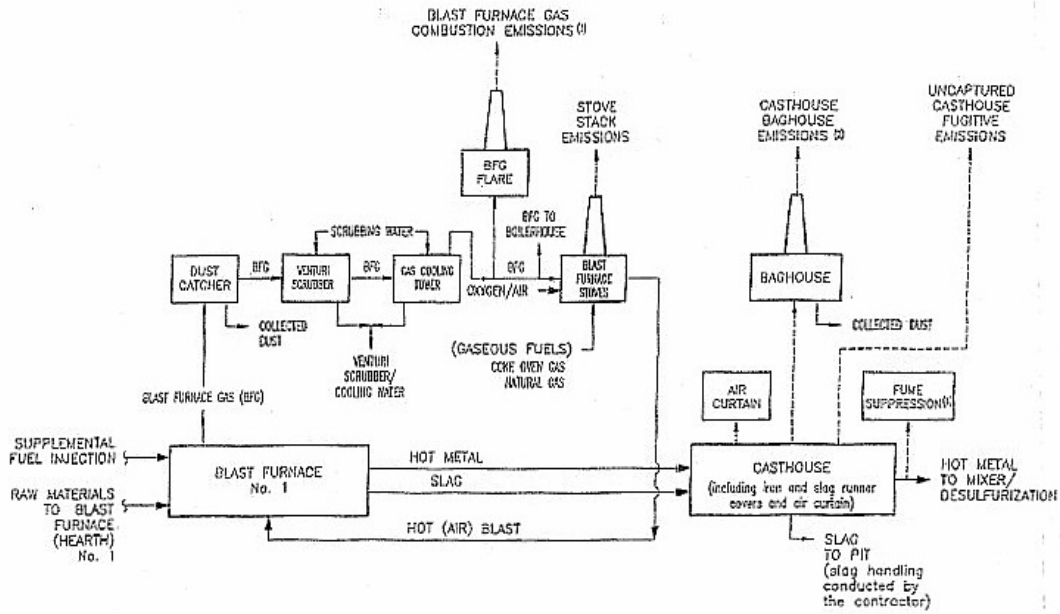 BLAST FURNACE GAS
COMBUSTION EMISSIONS (1)
STOVE
STACK
EMISSIONS
CASTHOUSE
BAGHOUSE
EMISSIONS (2)
UNCAPTURED
CASTHOUSE
FUGITIVE
EMISSIONS
BFG
FLARE
SCRUBBING WATER
BFG TO
BOILERHOUSE
DUST
CATCHER
BFG
VENTURI
SCRUBBER
BFG
GAS COOLING
TOWER
BFG
OXYGEN/AIR
BLAST
FURNACE
STOVES
BAGHOUSE
COLLECTED
DUST
COLLECTED DUST
VENTURI
SCRUBBER/
COOLING WATER
(GASEOUS FUELS)
COKE OVEN GAS
NATURAL GAS
BLAST FURNACE GAS (BFG)
AIR
CURTAIN
FUME
SUPPRESSION
SUPPLEMENTAL
FUEL INJECTION
RAW MATERIALS
TO BLAST
FURNACE
(HEARTH)
No. 1
BLAST FURNACE
No. 1
HOT METAL
SLAG
HOT (AIR) BLAST
CASTHOUSE
(including iron and slag runner
covers and air curtain)
HOT METAL
TO MIXER/
DESULFURIZATION
SLAG
TO PIT
(slag handling
conducted by
the contractor)